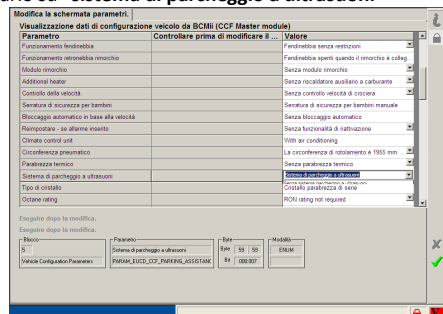 Modifica la schermata parametri.
Visualizzazione dati di configurazione veicolo da BCMii (CCF Master module)
Parametro Controllare prima di modificare il ... Valore
Funzionamento fendinebbia Fendinebbia senza restrizioni
Funzionamento retronebbia rimorchio Fendinebbia spenti quando il rimorchio è colleg
Modulo rimorchio Senza modulo rimorchio
Additional heater Senza riscaldatore ausiliario a carburante
Controllo della velocità Senza controllo velocità di crociera
Serratura di sicurezza per bambini Serratura di sicurezza per bambini manuale
Bloccaggio automatico in base alla velocità Senza bloccaggio automatico
Reimpostare - se allarme inserito Senza funzionalità di riattivazione
Climate control unit With air conditioning
Circonferenza pneumatico La circonferenza di rotolamento è 1955 mm ...
Parabrezza termico Senza parabrezza termico
Sistema di parcheggio a ultrasuoni Sistema di parcheggio a ultrasuoni
Tipo di cristallo Cristallo parabrezza di serie
Octane rating RON rating not required
Eseguire dopo la modifica.
Eseguire dopo la modifica.
Blocco Parametro Byte Modalità
5 Sistema di parcheggio a ultrasuoni Byte 59 59 ENUM
Vehicle Configuration Parameters PARAM_EUCD_CCF_PARKING_ASSISTANC Bit 000:007